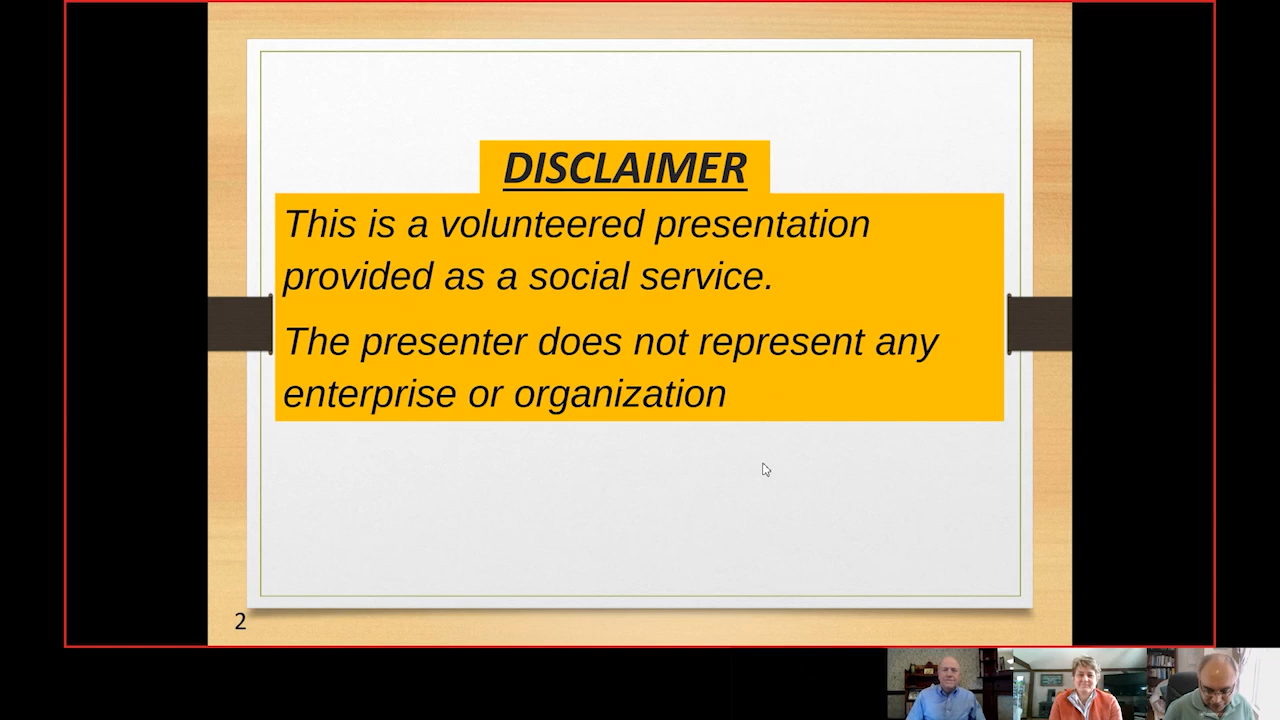 DISCLAIMER
This is a volunteered presentation
provided as a social service.
The presenter does not represent any
enterprise or organization
2